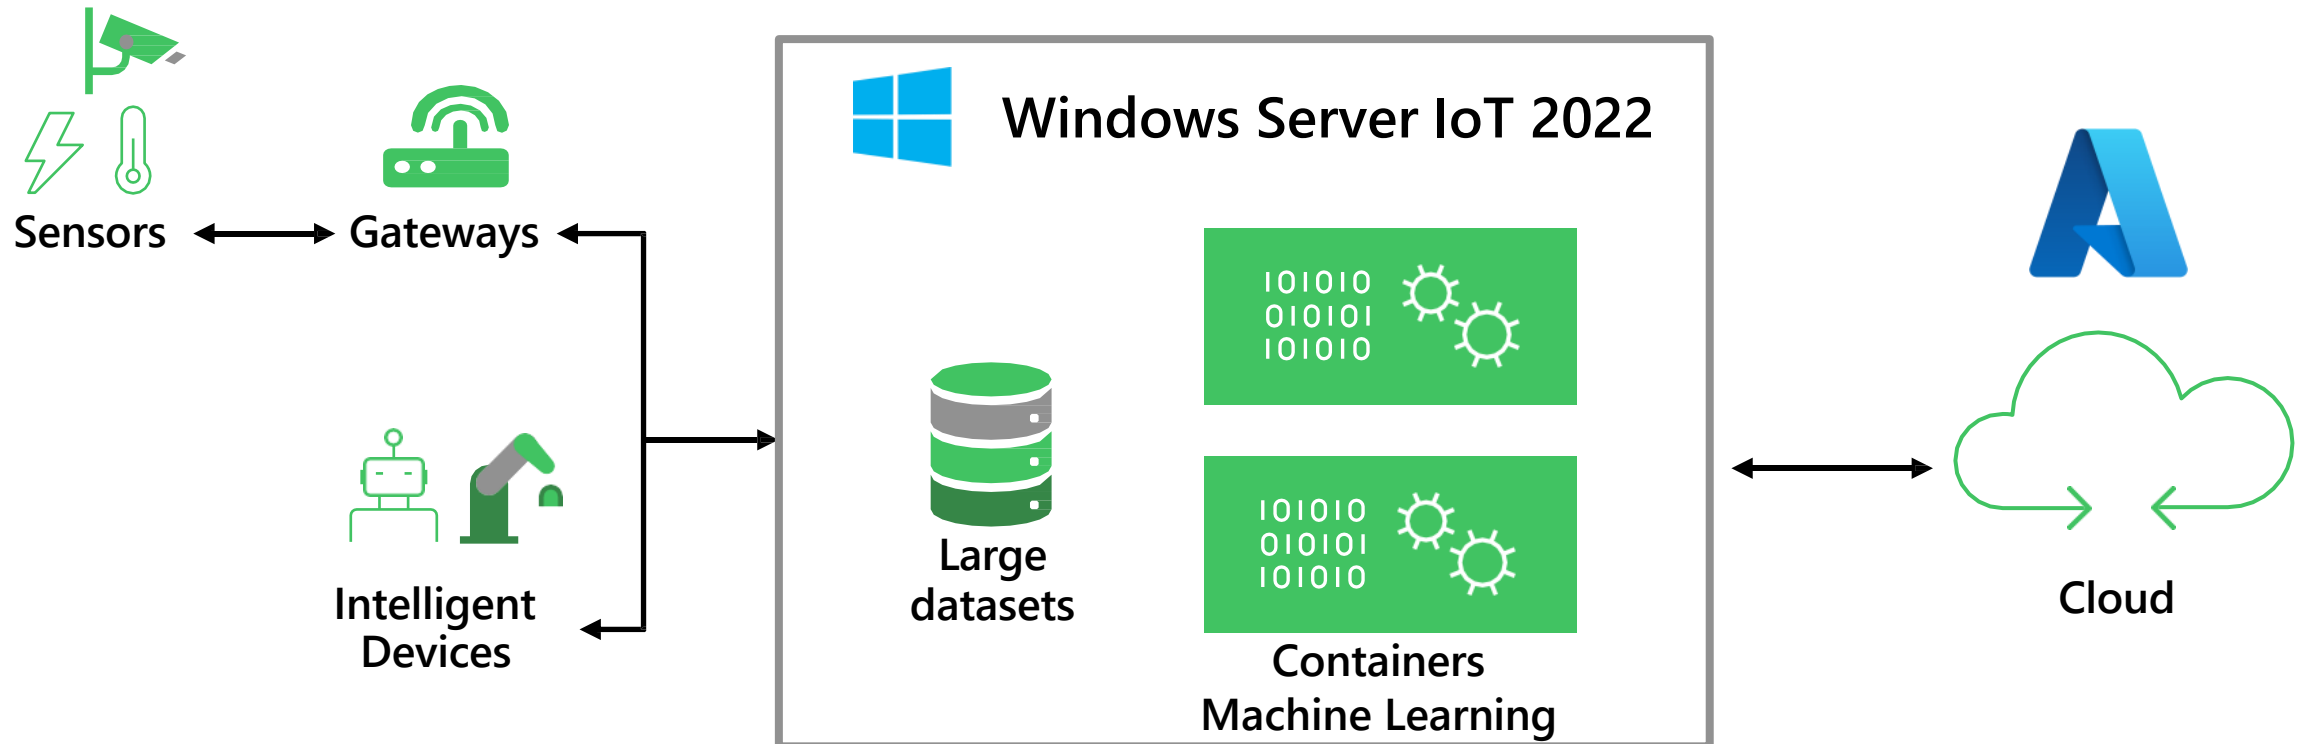 Windows Server IoT 2022
Sensors
Gateways
101010
010101
101010
Large
datasets
101010
010101
101010
Intelligent
Devices
Containers
Machine Learning
Cloud